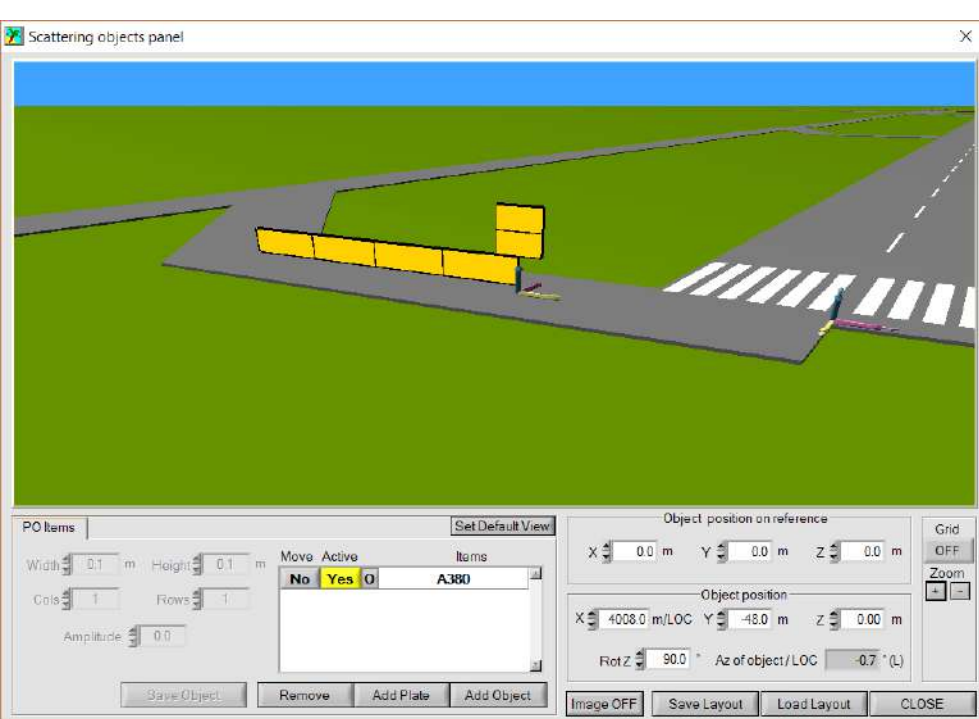 Scattering objects panel
PO Items
Set Default View
Width 0.1 m Height 0.1 m
Cols 1 Rows 1
Amplitude 0.0
Save Object
Move Active Items
No Yes O A380
Remove Add Plate Add Object
Object position on reference
X 0.0 m Y 0.0 m Z 0.0 m
Object position
X 4008.0 m/LOC Y -48.0 m Z 0.00 m
Rot Z 90.0 ° Az of object / LOC -0.7 °(L)
Image OFF Save Layout Load Layout CLOSE
Grid
OFF
Zoom
+ -